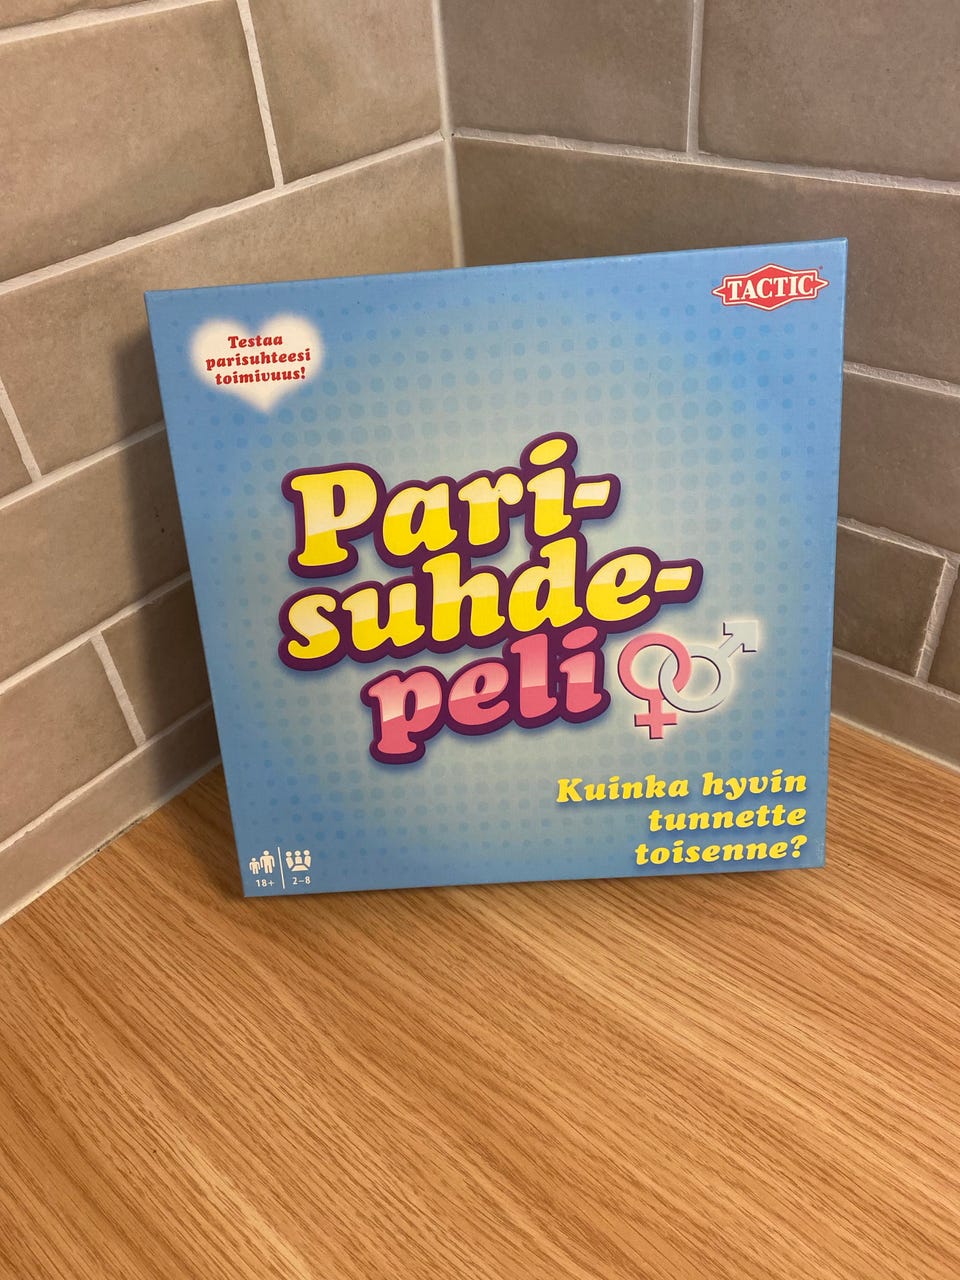 TACTIC
Testaa
parisuhteesi
toimivuus!
Pari-
suhde-
peli
Kuinka hyvin
tunnette
toisenne?
18+
2-8